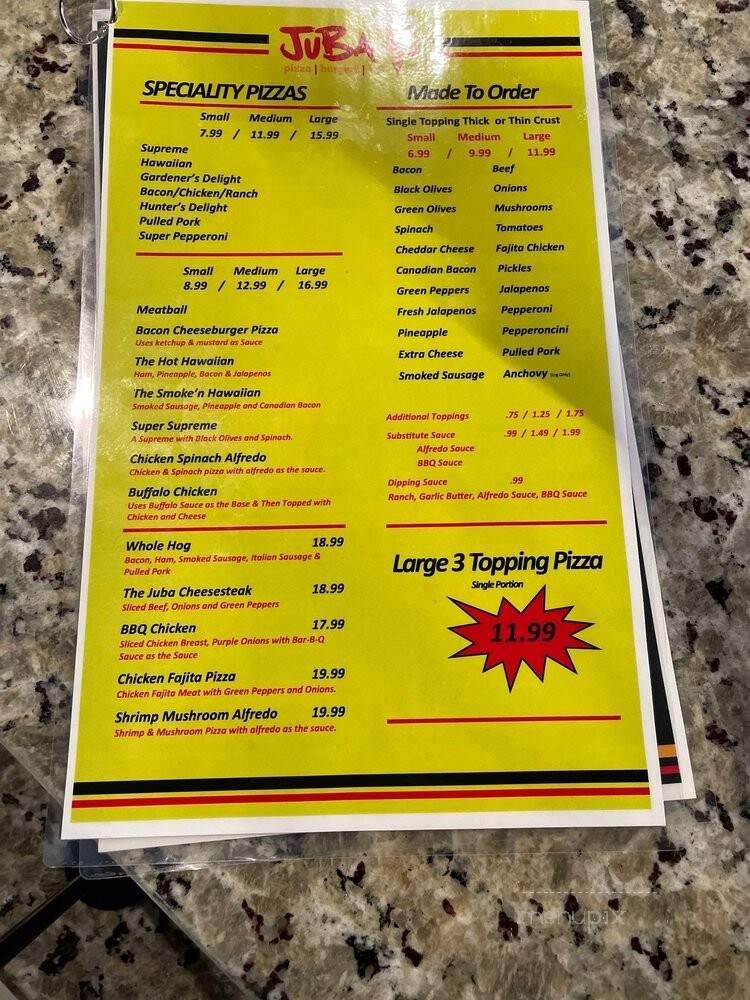 JuBa
pizza | burgers |
SPECIALITY PIZZAS
Small Medium Large
7.99 / 11.99 / 15.99
Supreme
Hawaiian
Gardener's Delight
Bacon/Chicken/Ranch
Hunter's Delight
Pulled Pork
Super Pepperoni
Small Medium Large
8.99 / 12.99 / 16.99
Meatball
Bacon Cheeseburger Pizza
Uses ketchup & mustard as Sauce
The Hot Hawaiian
Ham, Pineapple, Bacon & Jalapenos
The Smoke'n Hawaiian
Smoked Sausage, Pineapple and Canadian Bacon
Super Supreme
A Supreme with Black Olives and Spinach.
Chicken Spinach Alfredo
Chicken & Spinach pizza with alfredo as the sauce.
Buffalo Chicken
Uses Buffalo Sauce as the Base & Then Topped with
Chicken and Cheese
Whole Hog 18.99
Bacon, Ham, Smoked Sausage, Italian Sausage &
Pulled Pork
The Juba Cheesesteak 18.99
Sliced Beef, Onions and Green Peppers
BBQ Chicken 17.99
Sliced Chicken Breast, Purple Onions with Bar-B-Q
Sauce as the Sauce
Chicken Fajita Pizza 19.99
Chicken Fajita Meat with Green Peppers and Onions.
Shrimp Mushroom Alfredo 19.99
Shrimp & Mushroom Pizza with alfredo as the sauce.
Made To Order
Single Topping Thick or Thin Crust
Small Medium Large
6.99 / 9.99 / 11.99
Bacon Beef
Black Olives Onions
Green Olives Mushrooms
Spinach Tomatoes
Cheddar Cheese Fajita Chicken
Canadian Bacon Pickles
Green Peppers Jalapenos
Fresh Jalapenos Pepperoni
Pineapple Pepperoncini
Extra Cheese Pulled Pork
Smoked Sausage Anchovy
Additional Toppings .75 / 1.25 / 1.75
Substitute Sauce .99 / 1.49 / 1.99
Alfredo Sauce
BBQ Sauce
Dipping Sauce .99
Ranch, Garlic Butter, Alfredo Sauce, BBQ Sauce
Large 3 Topping Pizza
Single Portion
11.99
menupix